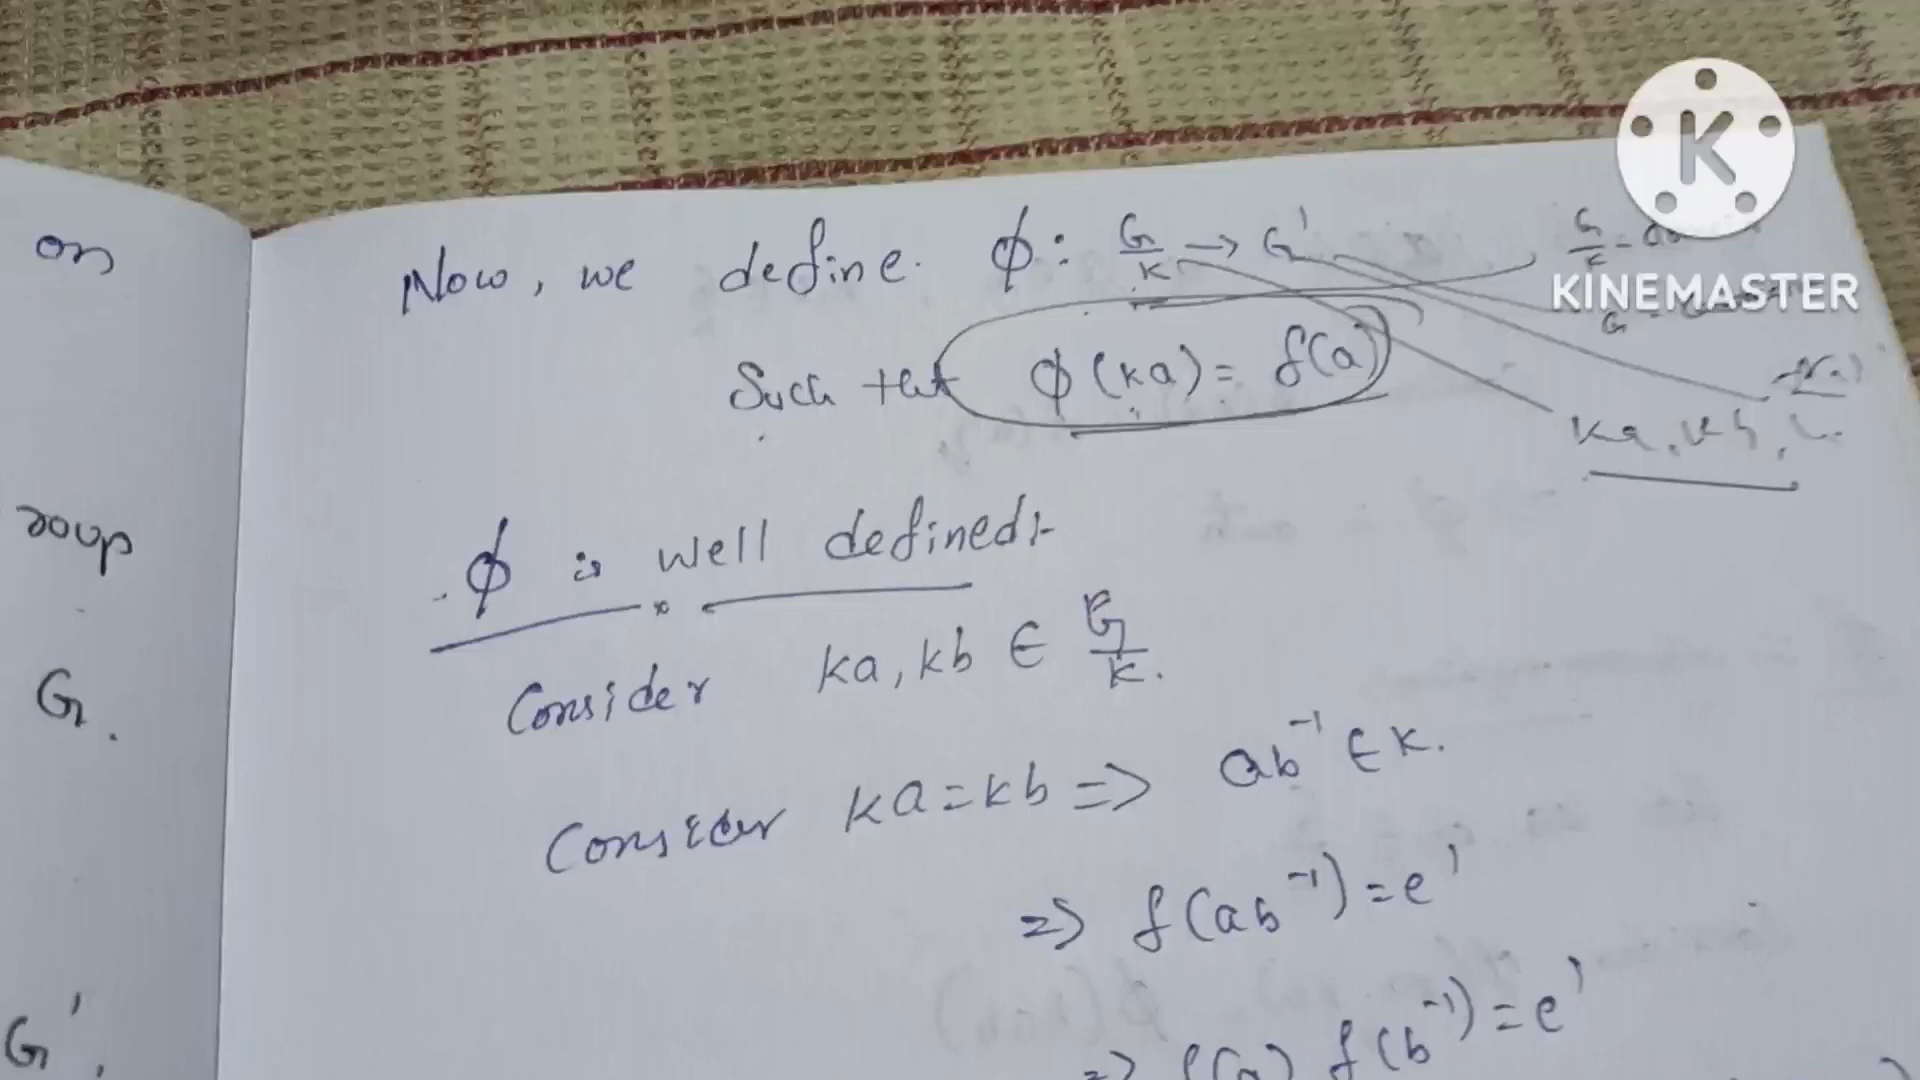 on
roup
G.
G'.
Now, we define. ϕ: G/K → G'
Such that ϕ(Ka) = f(a)
G/K =
G =
Ka, Kb,
KINEMASTER
ϕ is well defined:-
Consider Ka, Kb ∈ G/K.
Consider Ka = Kb => ab⁻¹ ∈ K.
=> f(ab⁻¹) = e'
=> f(a) f(b⁻¹) = e'